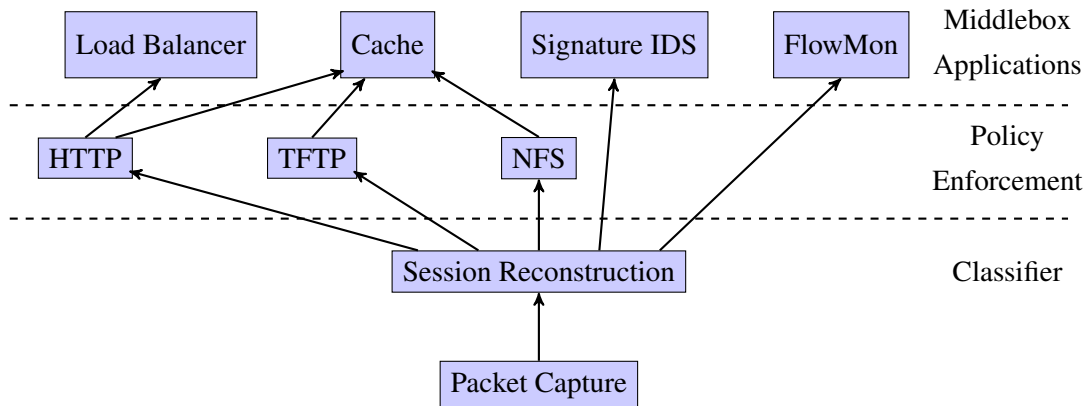 Load Balancer
Cache
Signature IDS
FlowMon
Middlebox
Applications
HTTP
TFTP
NFS
Policy
Enforcement
Session Reconstruction
Classifier
Packet Capture